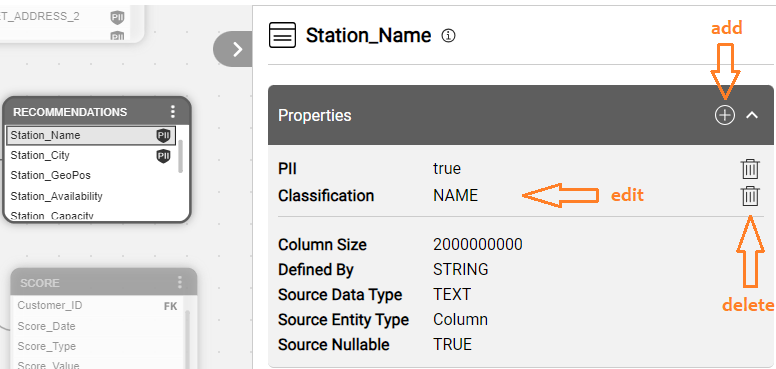 T_ADDRESS_2 PII
PII
Station_Name
add
RECOMMENDATIONS
Station_Name PII
Station_City PII
Station_GeoPos
Station_Availability
Station_Capacity
Properties
PII true
Classification NAME
edit
Column Size 2000000000
Defined By STRING
Source Data Type TEXT
Source Entity Type Column
Source Nullable TRUE
delete
SCORE
Customer_ID FK
Score_Date
Score_Type
Score_Value